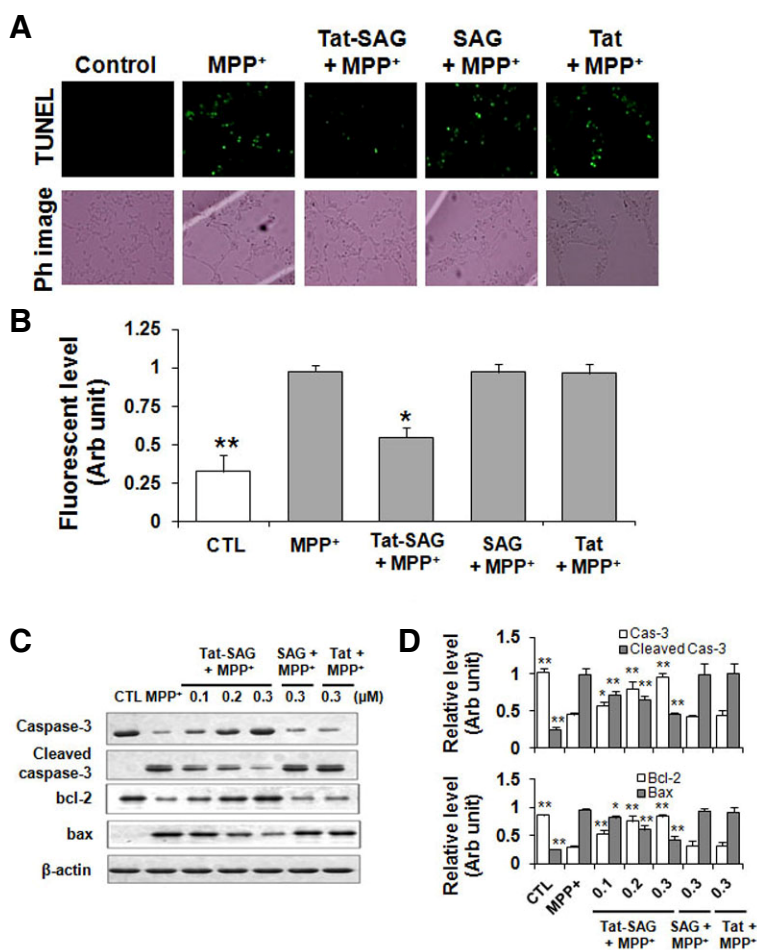 A
Control MPP⁺ Tat-SAG + MPP⁺ SAG + MPP⁺ Tat + MPP⁺
TUNEL
Ph image
B
Fluorescent level (Arb unit)
1.25
1
0.75
0.5
0.25
0
** *
CTL MPP⁺ Tat-SAG + MPP⁺ SAG + MPP⁺ Tat + MPP⁺
C
Tat-SAG + MPP⁺ SAG + MPP⁺ Tat + MPP⁺
CTL MPP⁺ 0.1 0.2 0.3 0.3 0.3 (μM)
Caspase-3
Cleaved caspase-3
bcl-2
bax
β-actin
D
Relative level (Arb unit)
1.5
1
0.5
0
Cas-3
Cleaved Cas-3
** ** * ** ** ** ** **
Relative level (Arb unit)
1.5
1
0.5
0
Bcl-2
Bax
** ** ** * ** ** ** **
CTL MPP+ 0.1 0.2 0.3 0.3 0.3
Tat-SAG + MPP⁺ SAG + MPP⁺ Tat + MPP⁺